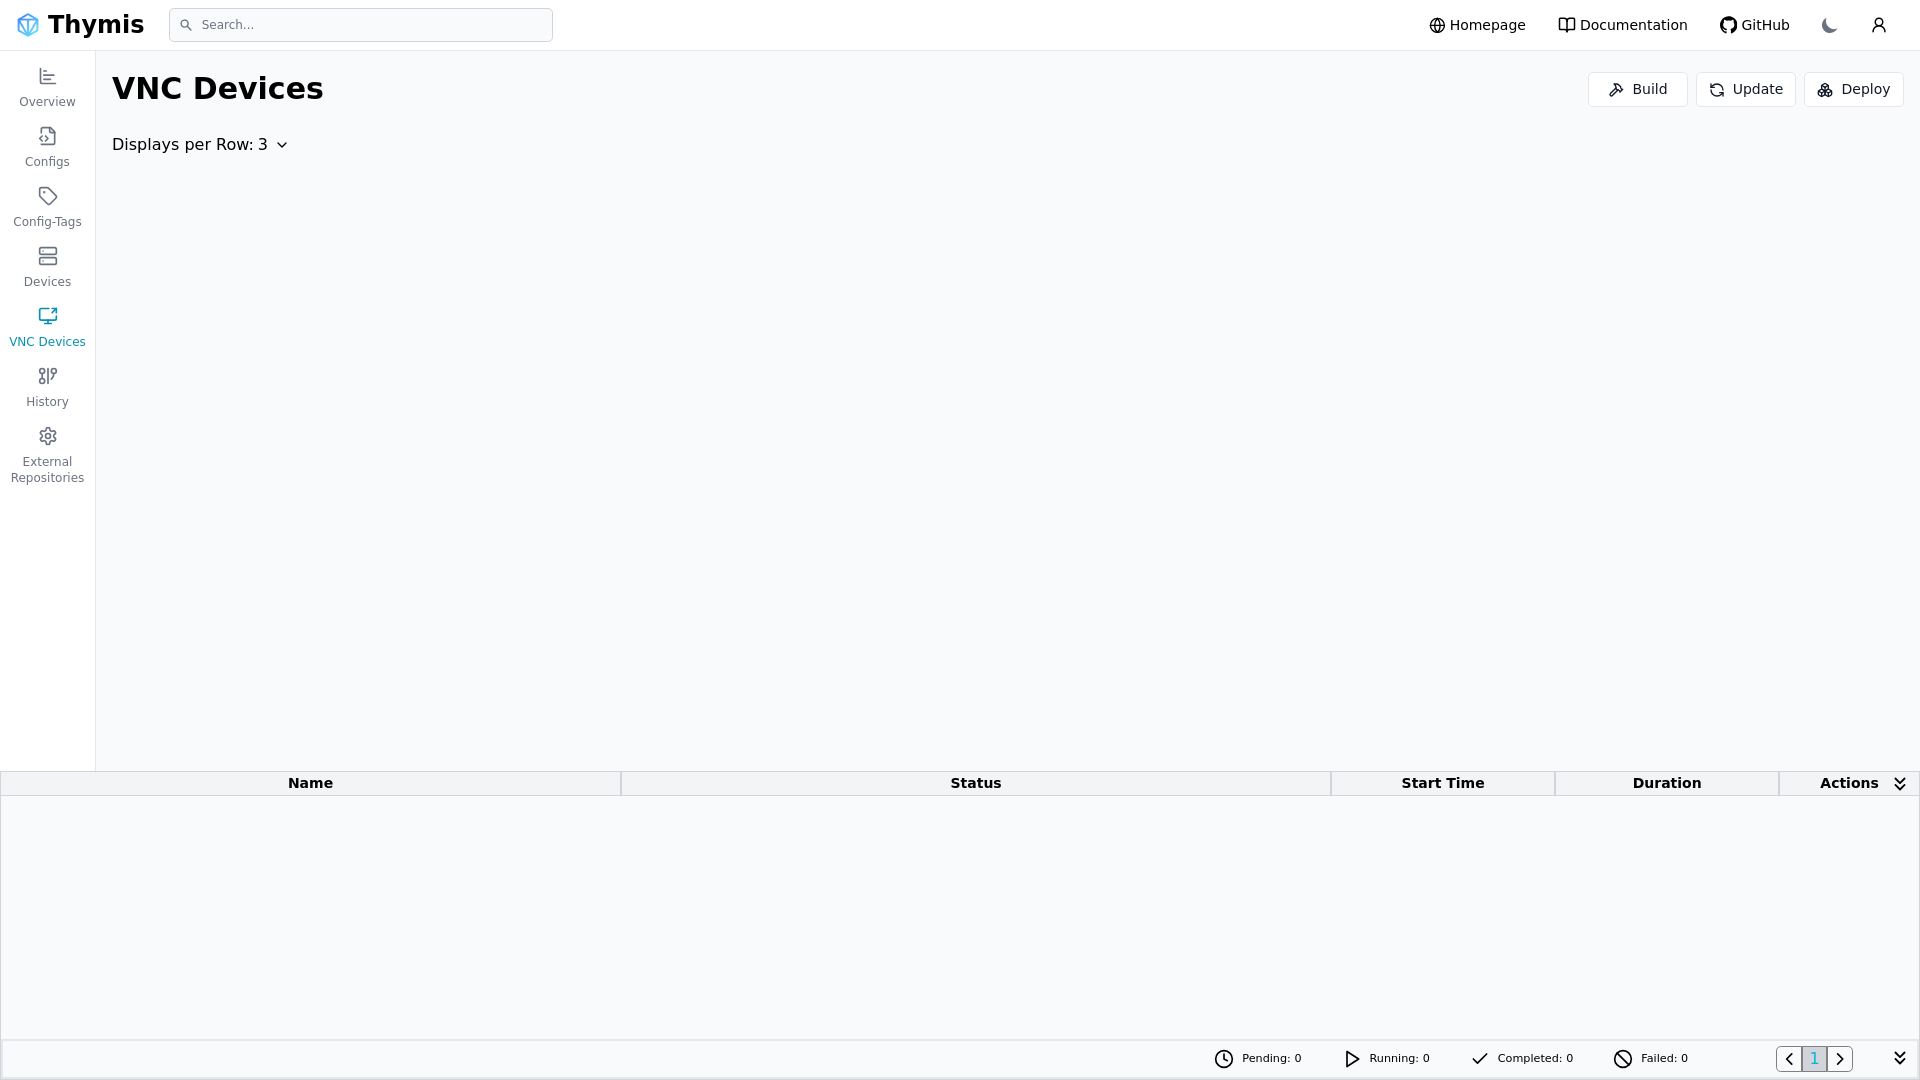 Thymis
Search...
Homepage
Documentation
GitHub
Overview
Configs
Config-Tags
Devices
VNC Devices
History
External
Repositories
VNC Devices
Build
Update
Deploy
Displays per Row: 3
Name
Status
Start Time
Duration
Actions
Pending: 0
Running: 0
Completed: 0
Failed: 0
1